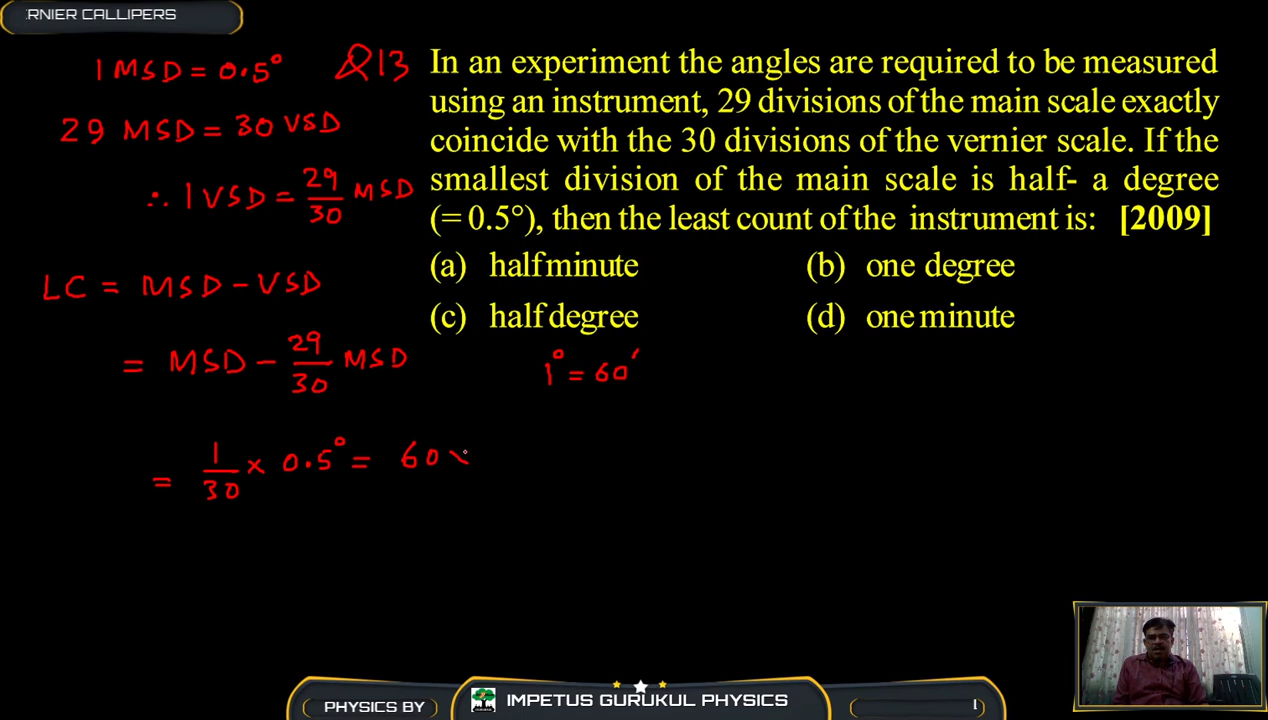 RNIER CALLIPERS
1 MSD = 0.5°
29 MSD = 30 VSD
∴ 1 VSD = 29/30 MSD
LC = MSD - VSD
= MSD - 29/30 MSD
= 1/30 × 0.5° = 60 ×
Q13
In an experiment the angles are required to be measured
using an instrument, 29 divisions of the main scale exactly
coincide with the 30 divisions of the vernier scale. If the
smallest division of the main scale is half- a degree
(= 0.5°), then the least count of the instrument is: [2009]
(a) half minute (b) one degree
(c) half degree (d) one minute
1° = 60′
PHYSICS BY
IMPETUS GURUKUL PHYSICS
1